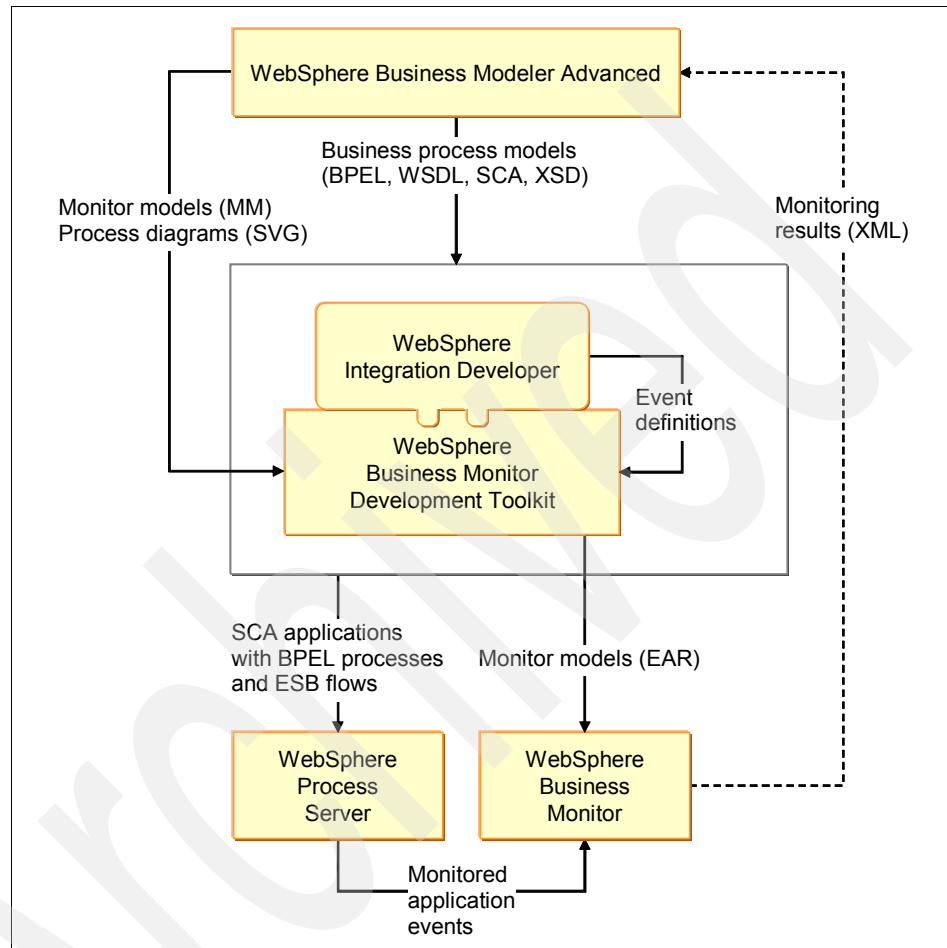 WebSphere Business Modeler Advanced
Business process models
(BPEL, WSDL, SCA, XSD)
Monitor models (MM)
Process diagrams (SVG)
Monitoring
results (XML)
WebSphere
Integration Developer
Event
definitions
WebSphere
Business Monitor
Development Toolkit
SCA applications
with BPEL processes
and ESB flows
Monitor models (EAR)
WebSphere
Process
Server
WebSphere
Business
Monitor
Monitored
application
events
Archived